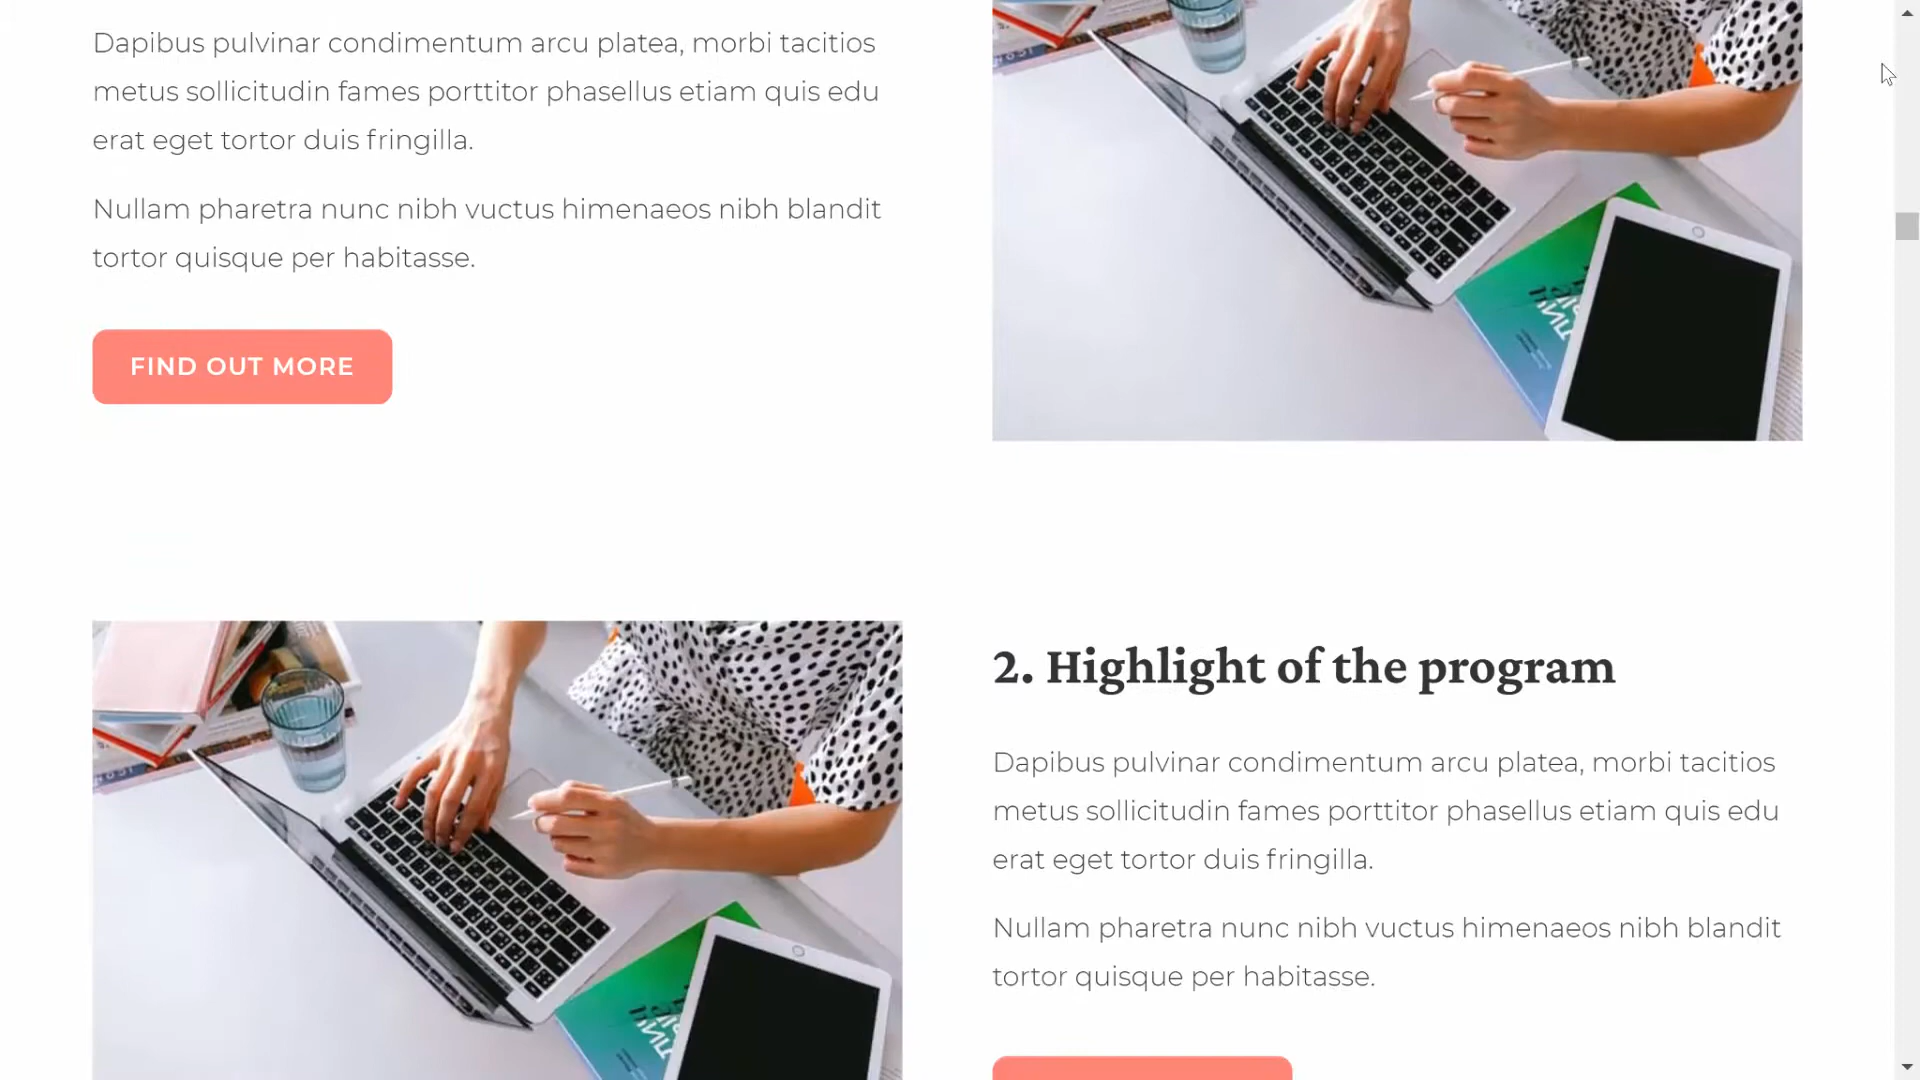 Dapibus pulvinar condimentum arcu platea, morbi tacitios
metus sollicitudin fames porttitor phasellus etiam quis edu
erat eget tortor duis fringilla.
Nullam pharetra nunc nibh vuctus himenaeos nibh blandit
tortor quisque per habitasse.
FIND OUT MORE
2. Highlight of the program
Dapibus pulvinar condimentum arcu platea, morbi tacitios
metus sollicitudin fames porttitor phasellus etiam quis edu
erat eget tortor duis fringilla.
Nullam pharetra nunc nibh vuctus himenaeos nibh blandit
tortor quisque per habitasse.